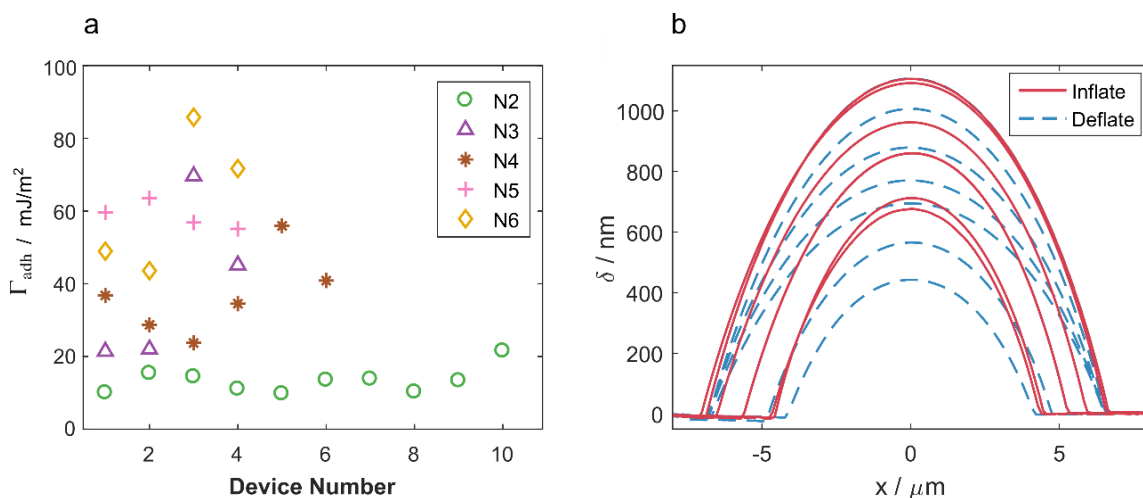 a
100
80
60
40
20
0
2
4
6
8
10
Γadh / mJ/m²
Device Number
N2
N3
N4
N5
N6
b
1000
800
600
400
200
0
-5
0
5
δ / nm
x / μm
Inflate
Deflate